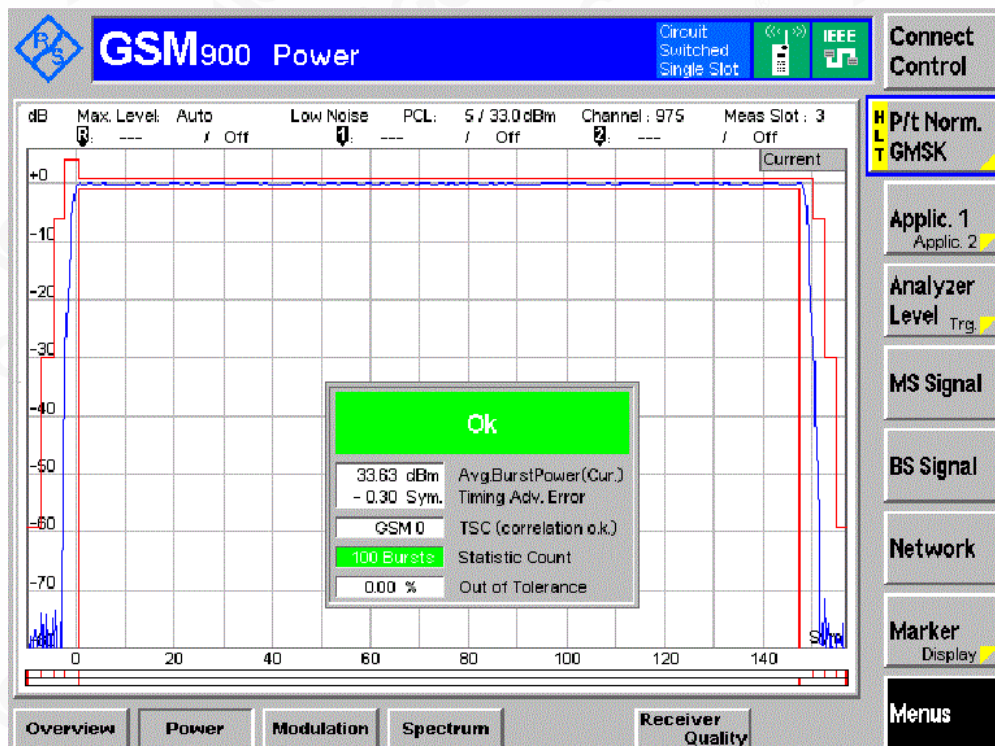 R/S
GSM900 Power
Circuit
Switched
Single Slot
IEEE
Connect
Control
dB Max. Level: Auto Low Noise PCL: 5 / 33.0 dBm Channel : 975 Meas Slot : 3
R : --- / Off 1 : --- / Off 2 : --- / Off
Current
HLT
P/t Norm.
GMSK
Applic. 1
Applic. 2
Analyzer
Level Trg.
MS Signal
BS Signal
Network
Marker
Display
Menus
+0
-10
-20
-30
-40
-50
-60
-70
Ok
33.63 dBm Avg.BurstPower(Cur.)
- 0.30 Sym. Timing Adv. Error
GSM 0 TSC (correlation o.k.)
100 Bursts Statistic Count
0.00 % Out of Tolerance
0 20 40 60 80 100 120 140
Overview Power Modulation Spectrum Receiver
Quality